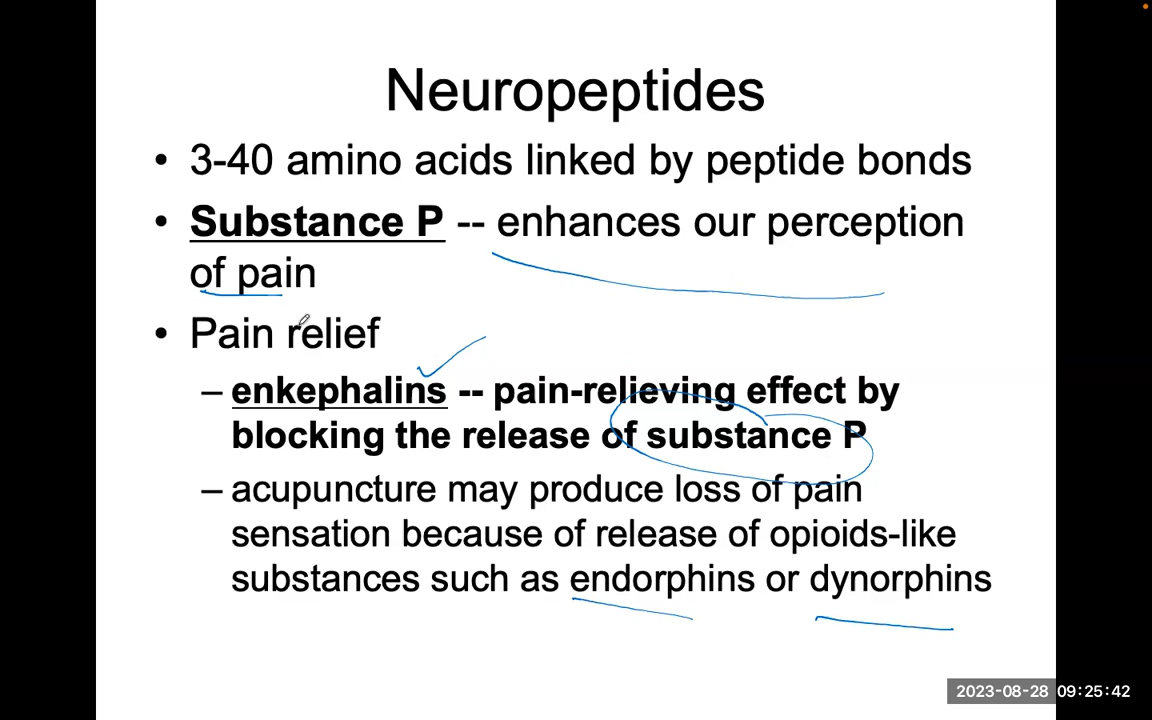 Neuropeptides
• 3-40 amino acids linked by peptide bonds
• Substance P -- enhances our perception
of pain
• Pain relief
– enkephalins -- pain-relieving effect by
blocking the release of substance P
– acupuncture may produce loss of pain
sensation because of release of opioids-like
substances such as endorphins or dynorphins
2023-08-28 09:25:42